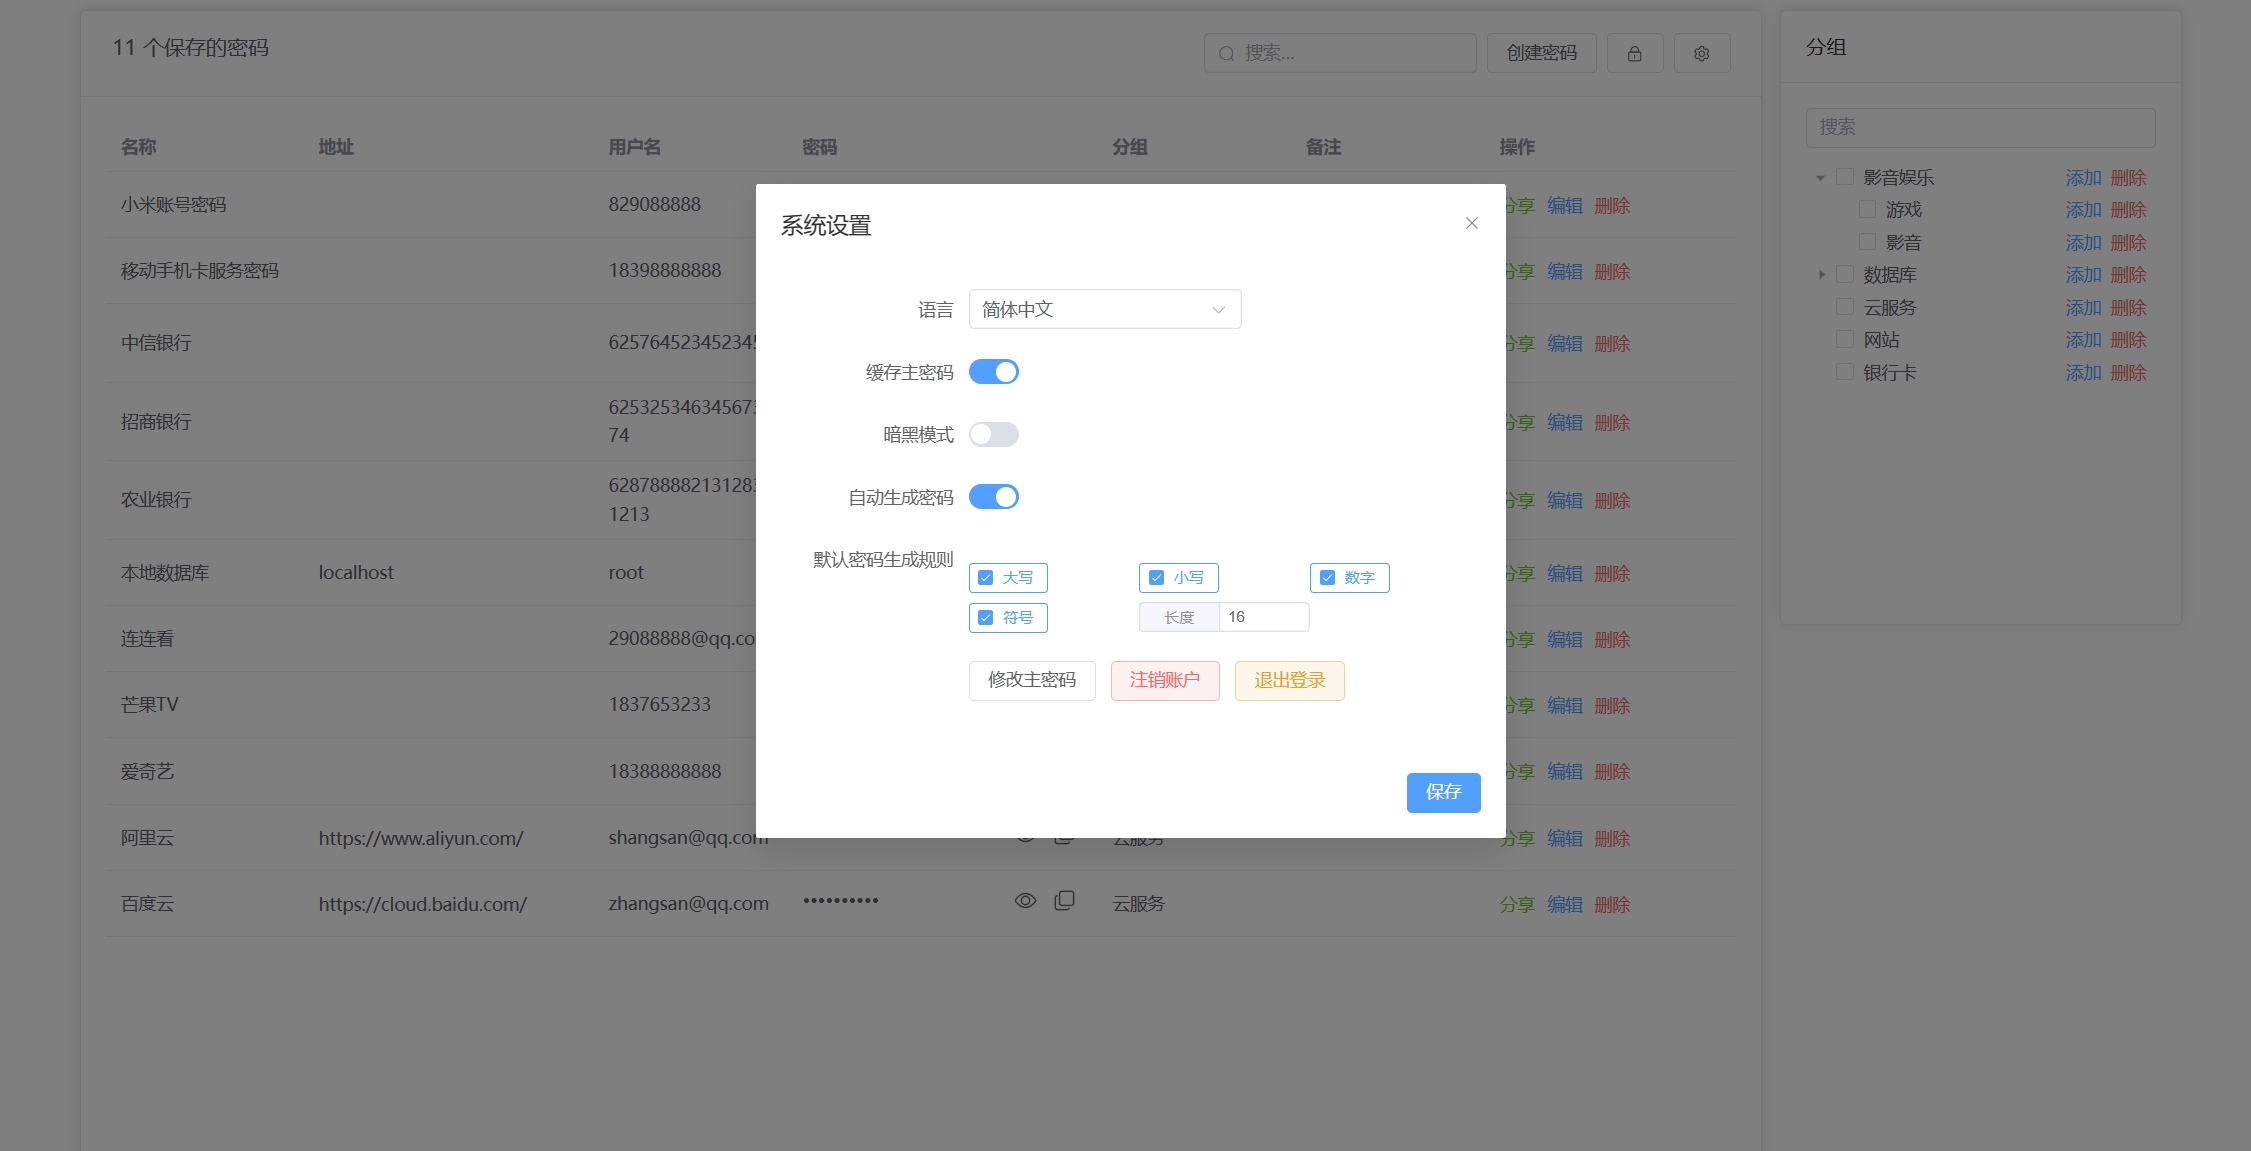 11 个保存的密码
搜索...
创建密码
分组
搜索
名称 地址 用户名 密码 分组 备注 操作
小米账号密码 829088888 分享 编辑 删除
移动手机卡服务密码 18398888888 分享 编辑 删除
中信银行 625764523452345 分享 编辑 删除
招商银行 625325346345673 分享 编辑 删除
74
农业银行 628788882131283 分享 编辑 删除
1213
本地数据库 localhost root 分享 编辑 删除
连连看 29088888@qq.co 分享 编辑 删除
芒果TV 1837653233 分享 编辑 删除
爱奇艺 18388888888 分享 编辑 删除
阿里云 https://www.aliyun.com/ shangsan@qq.com 云服务 分享 编辑 删除
百度云 https://cloud.baidu.com/ zhangsan@qq.com •••••••••• 云服务 分享 编辑 删除
系统设置
语言 简体中文
缓存主密码
暗黑模式
自动生成密码
默认密码生成规则
大写 小写 数字
符号 长度 16
修改主密码 注销账户 退出登录
保存
影音娱乐 添加 删除
游戏 添加 删除
影音 添加 删除
数据库 添加 删除
云服务 添加 删除
网站 添加 删除
银行卡 添加 删除